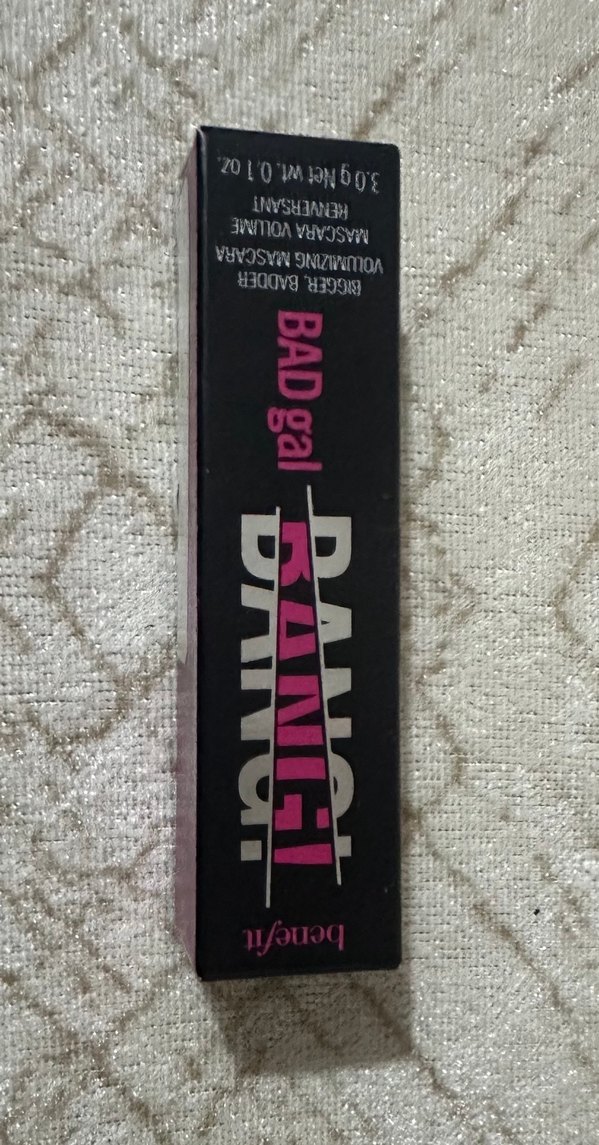 benefit
BAD gal
BANG!
BIGGER, BADDER
VOLUMIZING MASCARA
MASCARA VOLUME
RENVERSANT
3.0 g Net wt. 0.1 oz.